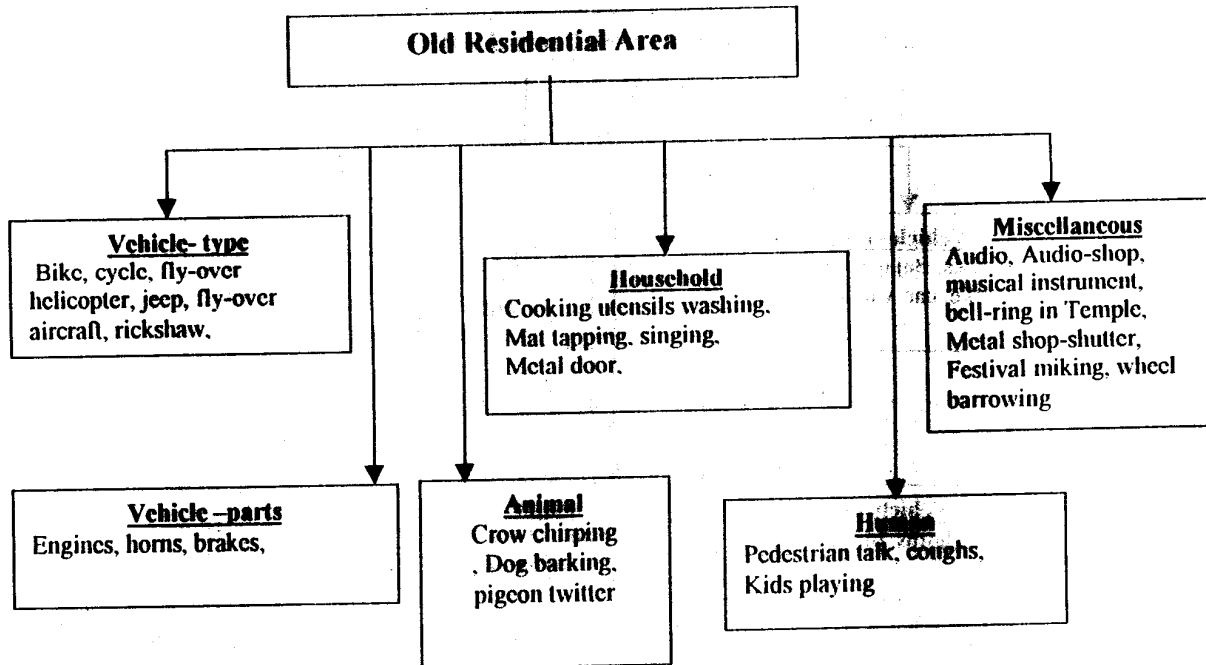 Old Residential Area
Vehicle- type
Bike, cycle, fly-over
helicopter, jeep, fly-over
aircraft, rickshaw.
Household
Cooking utensils washing.
Mat tapping. singing.
Metal door.
Miscellaneous
Audio, Audio-shop,
musical instrument,
bell-ring in Temple,
Metal shop-shutter,
Festival miking, wheel
barrowing
Vehicle –parts
Engines, horns, brakes,
Animal
Crow chirping
, Dog barking.
pigeon twitter
Human
Pedestrian talk, coughs,
Kids playing